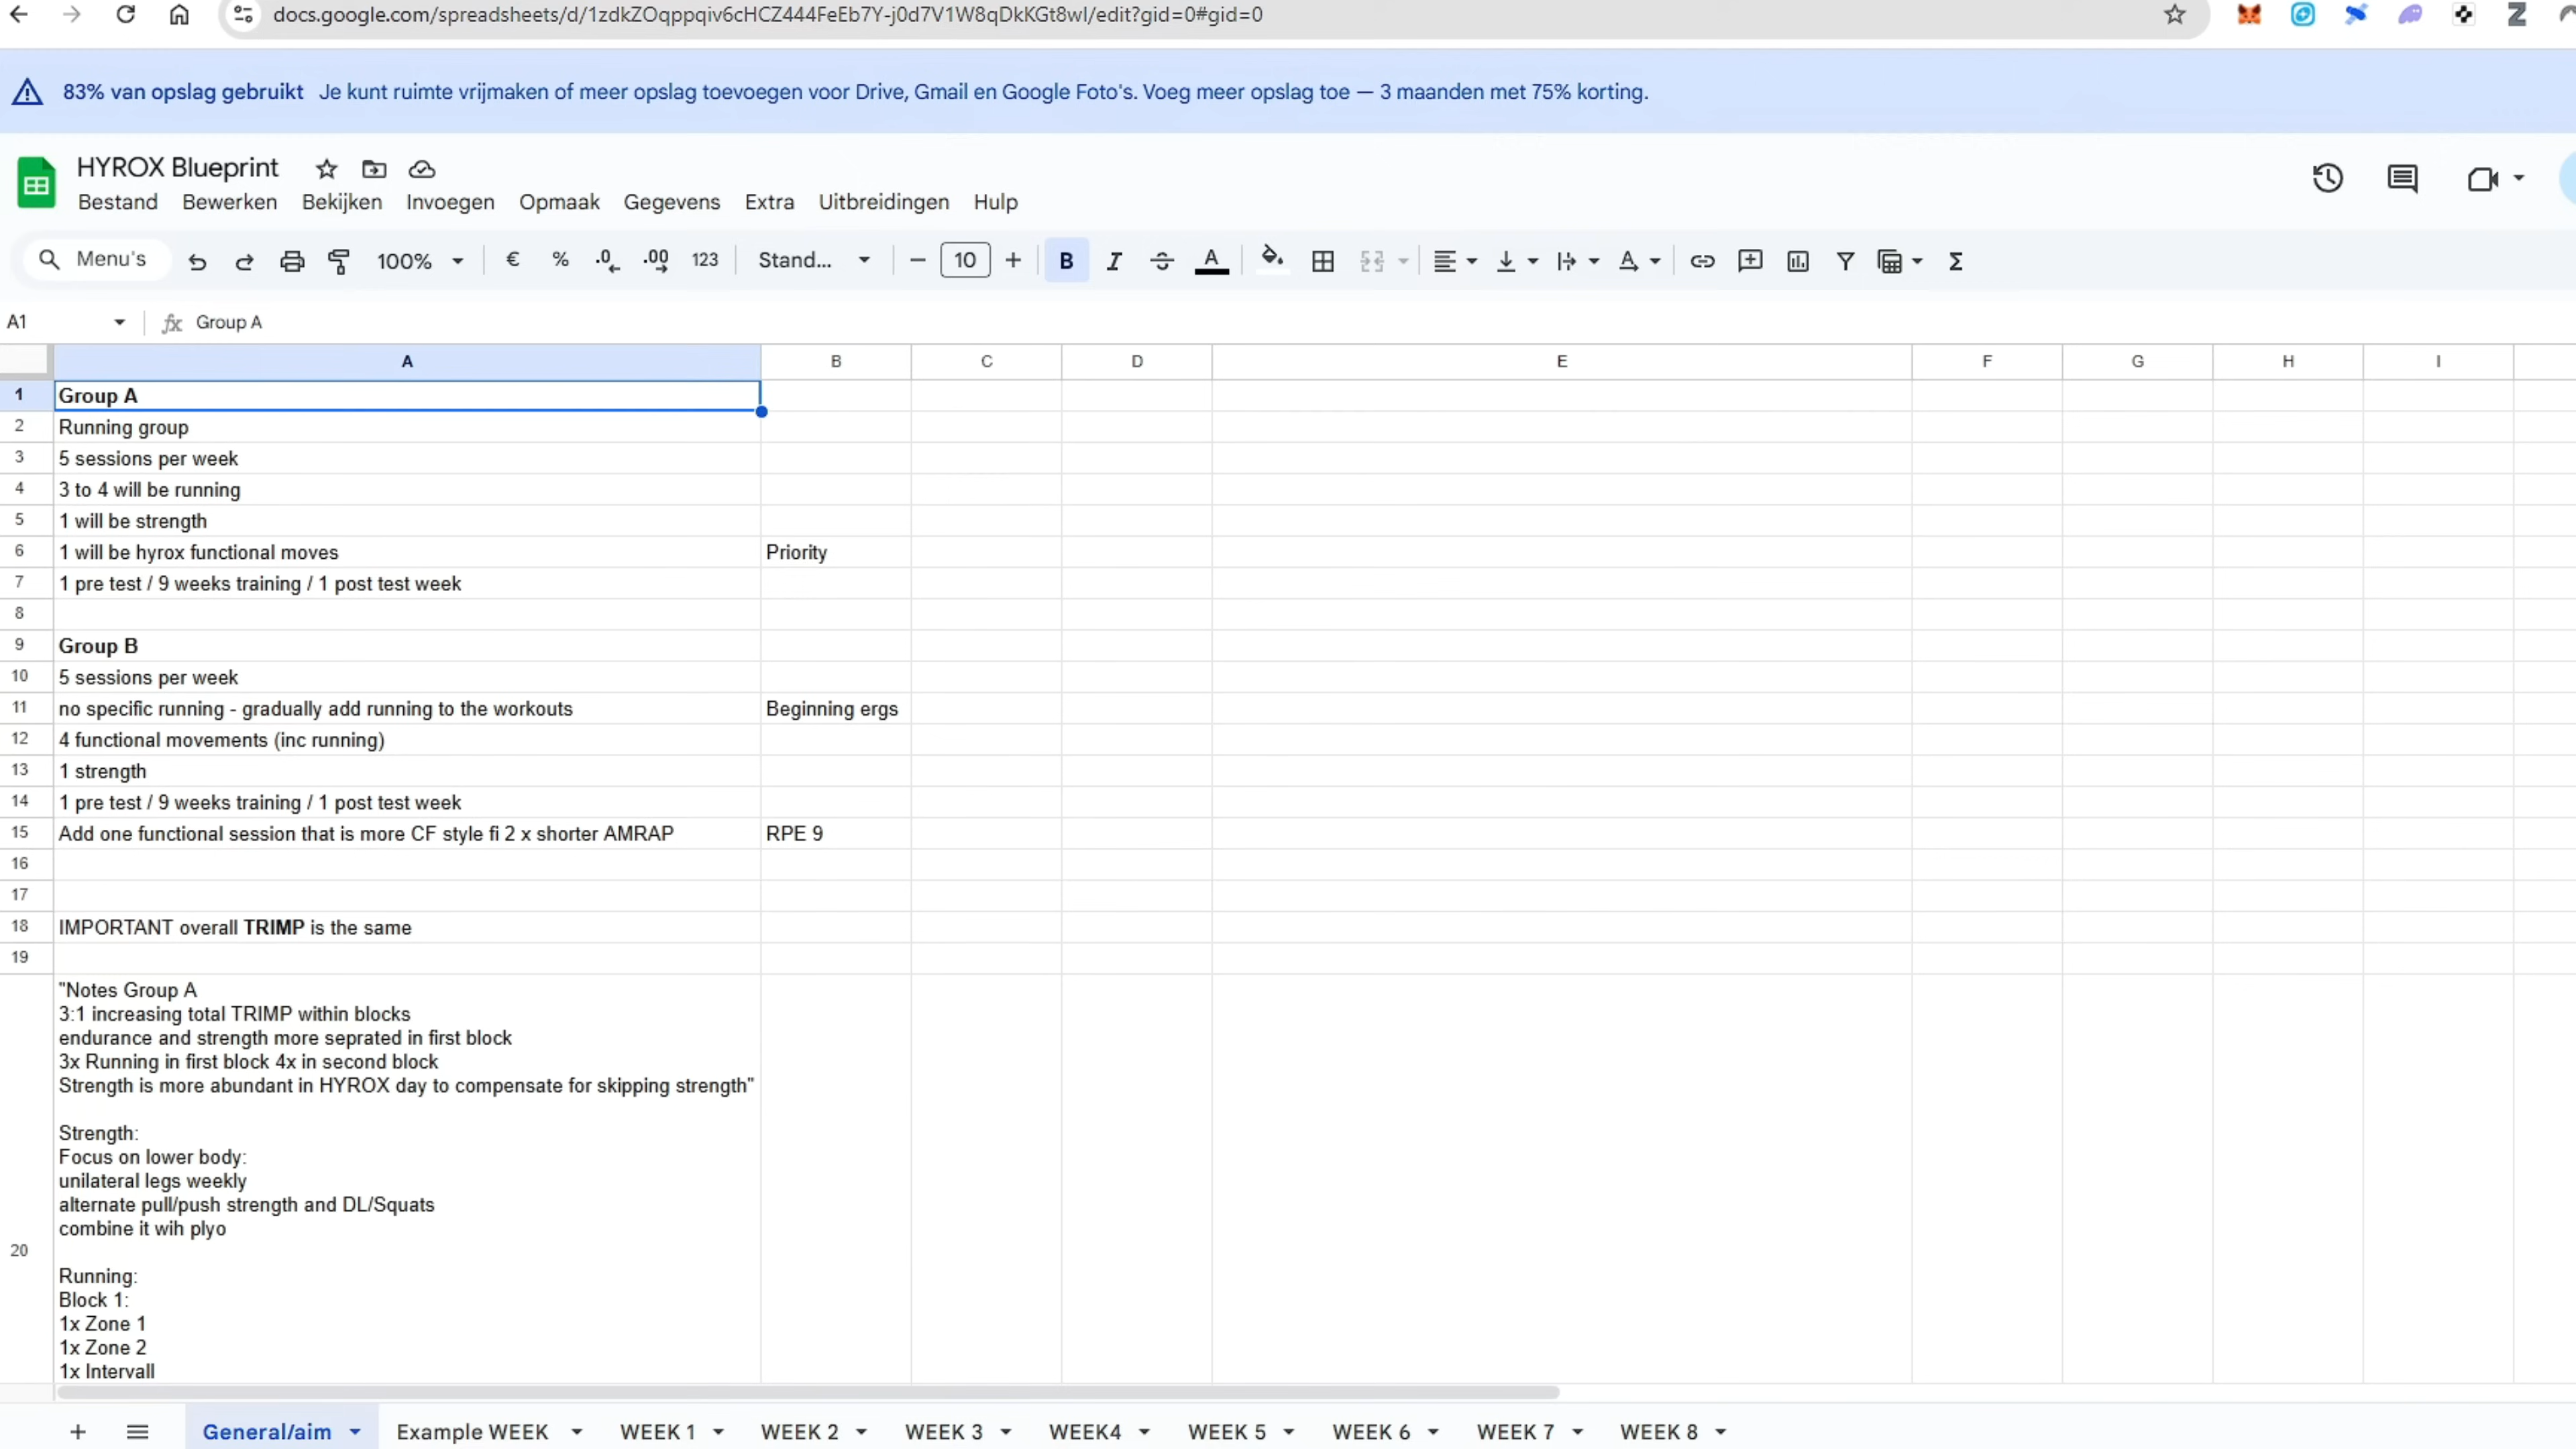 docs.google.com/spreadsheets/d/1zdkZOqppqiv6cHCZ444FeEb7Y-j0d7V1W8qDkKGt8wI/edit?gid=0#gid=0
83% van opslag gebruikt Je kunt ruimte vrijmaken of meer opslag toevoegen voor Drive, Gmail en Google Foto's. Voeg meer opslag toe — 3 maanden met 75% korting.
HYROX Blueprint
Bestand Bewerken Bekijken Invoegen Opmaak Gegevens Extra Uitbreidingen Hulp
Menu's 100% € % .0 .00 123 Stand... 10 B I A A Σ
A1 fx Group A
A B C D E F G H I
1 Group A
2 Running group
3 5 sessions per week
4 3 to 4 will be running
5 1 will be strength
6 1 will be hyrox functional moves Priority
7 1 pre test / 9 weeks training / 1 post test week
8
9 Group B
10 5 sessions per week
11 no specific running - gradually add running to the workouts Beginning ergs
12 4 functional movements (inc running)
13 1 strength
14 1 pre test / 9 weeks training / 1 post test week
15 Add one functional session that is more CF style fi 2 x shorter AMRAP RPE 9
16
17
18 IMPORTANT overall TRIMP is the same
19
"Notes Group A
3:1 increasing total TRIMP within blocks
endurance and strength more seprated in first block
3x Running in first block 4x in second block
Strength is more abundant in HYROX day to compensate for skipping strength"
Strength:
Focus on lower body:
unilateral legs weekly
alternate pull/push strength and DL/Squats
combine it wih plyo
20
Running:
Block 1:
1x Zone 1
1x Zone 2
1x Intervall
General/aim Example WEEK WEEK 1 WEEK 2 WEEK 3 WEEK4 WEEK 5 WEEK 6 WEEK 7 WEEK 8